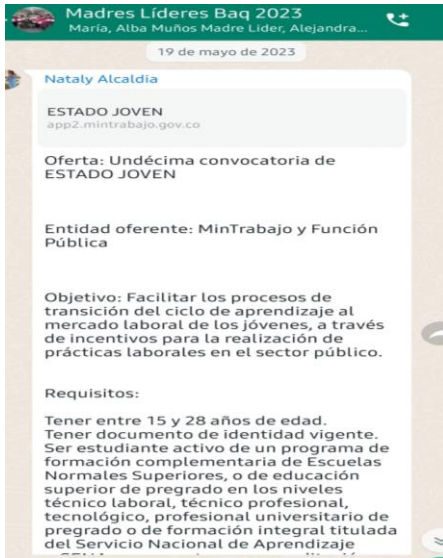 Madres Líderes Baq 2023
María, Alba Muños Madre Lider, Alejandra...
19 de mayo de 2023
Nataly Alcaldia
ESTADO JOVEN
app2.mintrabajo.gov.co
Oferta: Undécima convocatoria de
ESTADO JOVEN
Entidad oferente: MinTrabajo y Función
Pública
Objetivo: Facilitar los procesos de
transición del ciclo de aprendizaje al
mercado laboral de los jóvenes, a través
de incentivos para la realización de
prácticas laborales en el sector público.
Requisitos:
Tener entre 15 y 28 años de edad.
Tener documento de identidad vigente.
Ser estudiante activo de un programa de
formación complementaria de Escuelas
Normales Superiores, o de educación
superior de pregrado en los niveles
técnico laboral, técnico profesional,
tecnológico, profesional universitario de
pregrado o de formación integral titulada
del Servicio Nacional de Aprendizaje